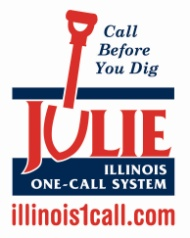 Call
Before
You Dig
JULIE
ILLINOIS
ONE-CALL SYSTEM
illinois1call.com